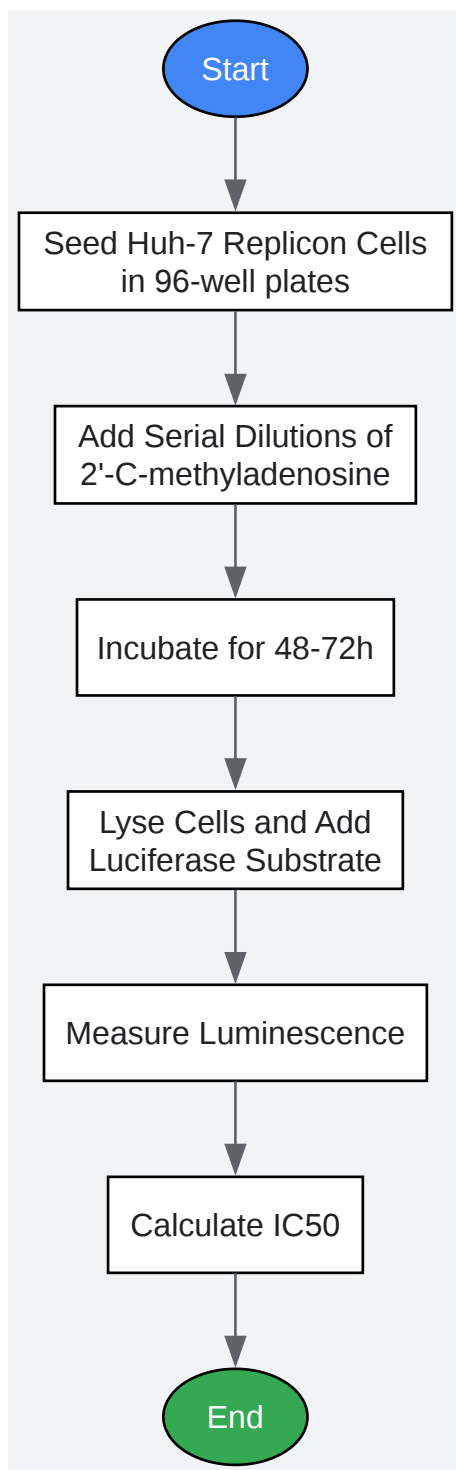 Start
Seed Huh-7 Replicon Cells
in 96-well plates
Add Serial Dilutions of
2'-C-methyladenosine
Incubate for 48-72h
Lyse Cells and Add
Luciferase Substrate
Measure Luminescence
Calculate IC50
End